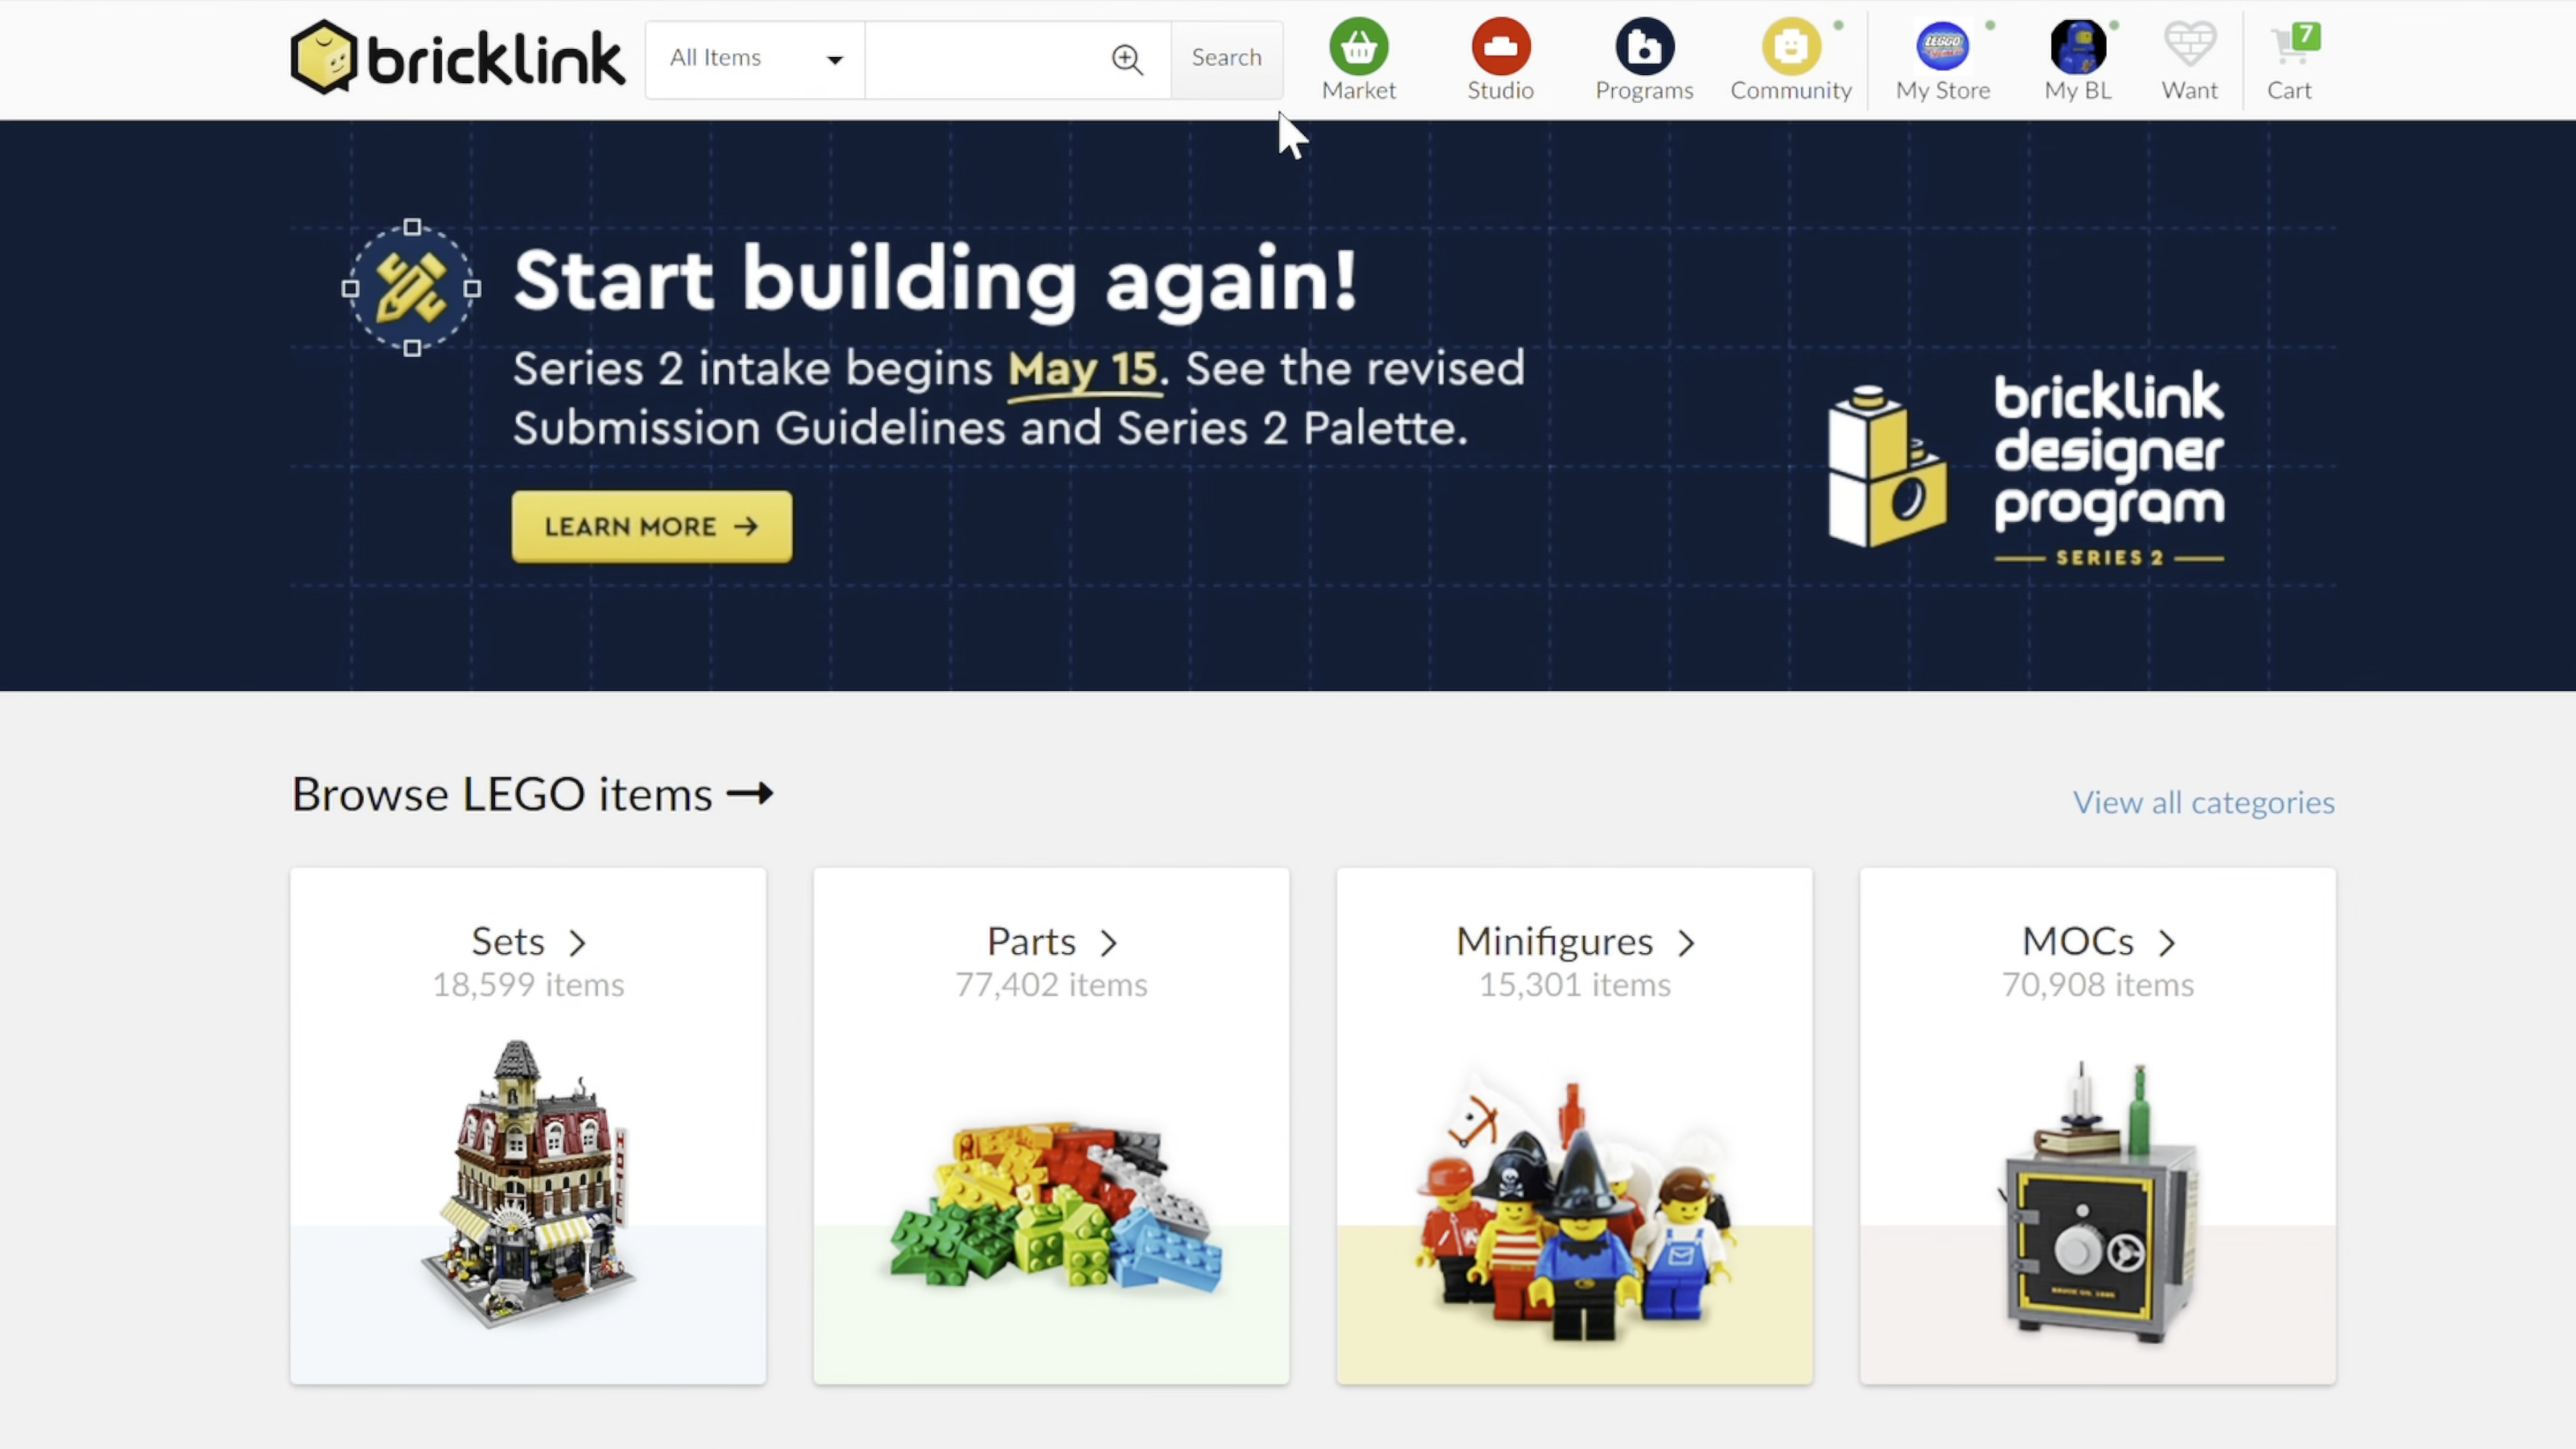 bricklink
All Items
Search
Market
Studio
Programs
Community
LEGGO
My Store
My BL
Want
7
Cart
Start building again!
Series 2 intake begins May 15. See the revised
Submission Guidelines and Series 2 Palette.
LEARN MORE →
bricklink
designer
program
SERIES 2
Browse LEGO items →
View all categories
Sets >
18,599 items
Parts >
77,402 items
Minifigures >
15,301 items
MOCs >
70,908 items
HOTEL